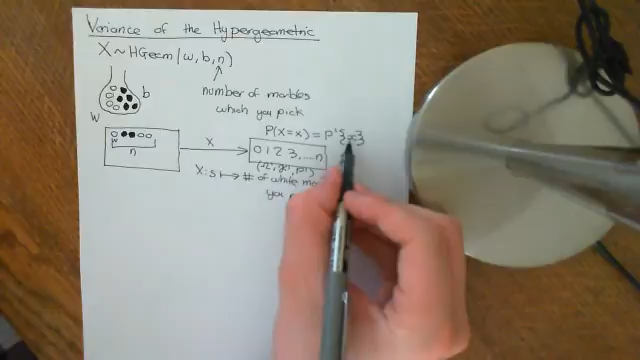 Variance of the Hypergeometric
X ~ HGeom(w, b, n)
number of marbles
which you pick
b
w
P(X=x) = P'{x}
X
0 1 2 3, .... n
n
X: s ↦ # of white
you